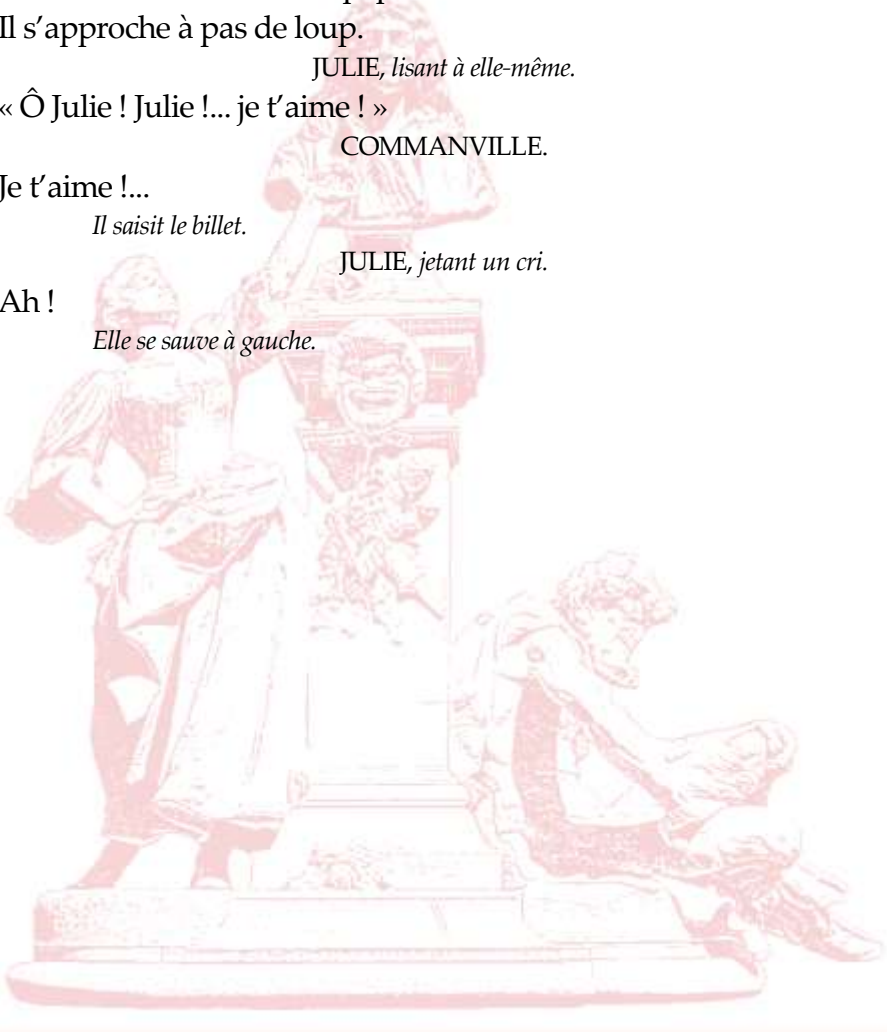 Il s’approche à pas de loup.
JULIE, lisant à elle-même.
« Ô Julie ! Julie !... je t’aime ! »
COMMANVILLE.
Je t’aime !...
Il saisit le billet.
JULIE, jetant un cri.
Ah !
Elle se sauve à gauche.